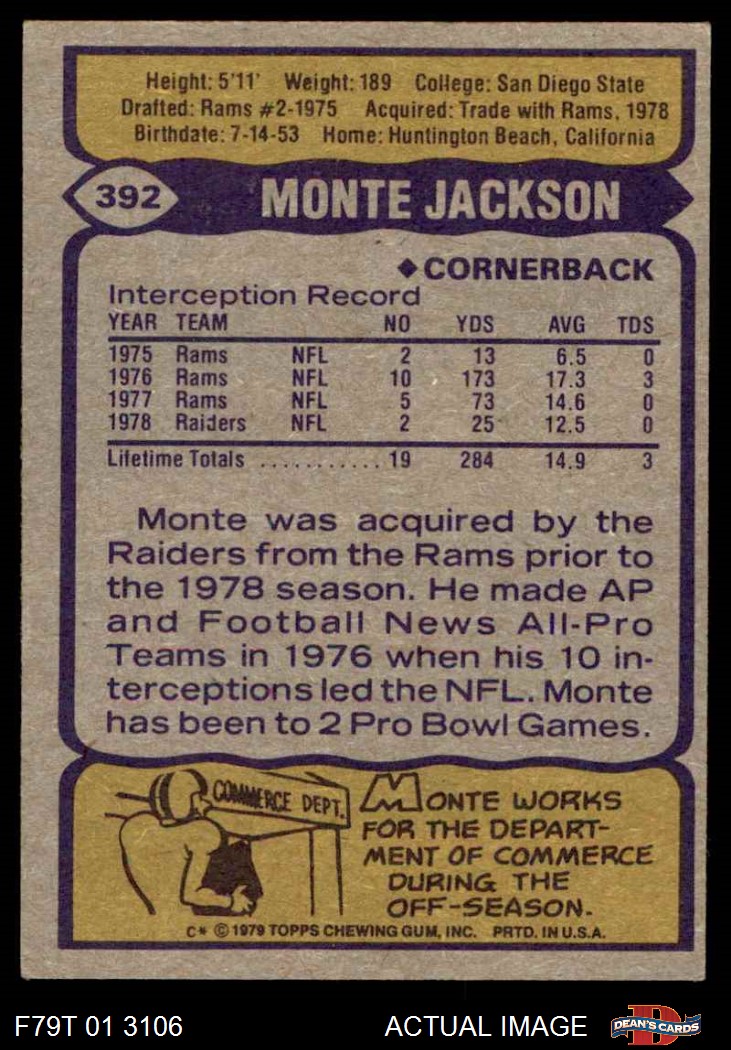 Height: 5'11' Weight: 189 College: San Diego State
Drafted: Rams #2-1975 Acquired: Trade with Rams, 1978
Birthdate: 7-14-53 Home: Huntington Beach, California
392 MONTE JACKSON
◆ CORNERBACK
Interception Record
YEAR TEAM NO YDS AVG TDS
1975 Rams NFL 2 13 6.5 0
1976 Rams NFL 10 173 17.3 3
1977 Rams NFL 5 73 14.6 0
1978 Raiders NFL 2 25 12.5 0
Lifetime Totals ........... 19 284 14.9 3
Monte was acquired by the
Raiders from the Rams prior to
the 1978 season. He made AP
and Football News All-Pro
Teams in 1976 when his 10 in-
terceptions led the NFL. Monte
has been to 2 Pro Bowl Games.
COMMERCE DEPT.
MONTE WORKS
FOR THE DEPART-
MENT OF COMMERCE
DURING THE
OFF-SEASON.
C* © 1979 TOPPS CHEWING GUM, INC. PRTD. IN U.S.A.
F79T 01 3106 ACTUAL IMAGE D DEAN'S CARDS